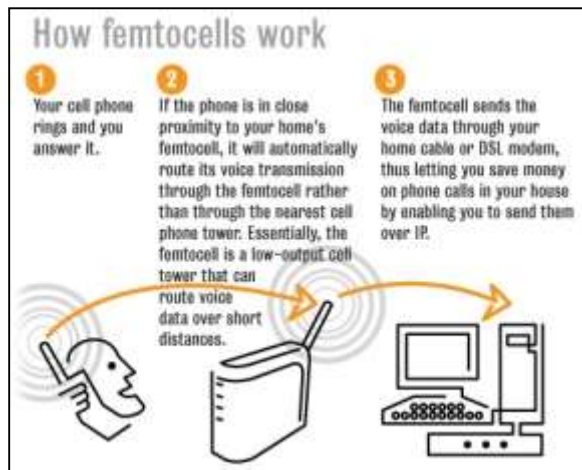 How femtocells work
1
Your cell phone
rings and you
answer it.
2
If the phone is in close
proximity to your home's
femtocell, it will automatically
route its voice transmission
through the femtocell rather
than through the nearest cell
phone tower. Essentially, the
femtocell is a low-output cell
tower that can
route voice
data over short
distances.
3
The femtocell sends the
voice data through your
home cable or DSL modem,
thus letting you save money
on phone calls in your house
by enabling you to send them
over IP.